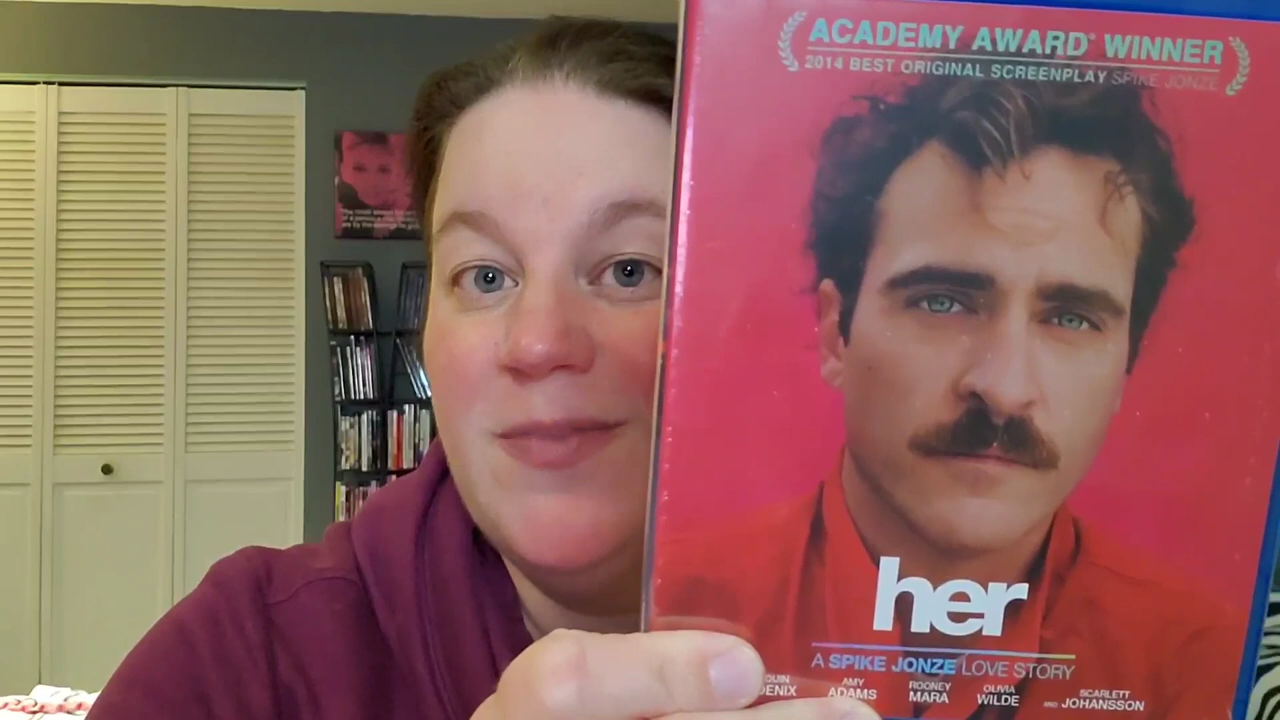 ACADEMY AWARD® WINNER
2014 BEST ORIGINAL SCREENPLAY SPIKE JONZE
her
A SPIKE JONZE LOVE STORY
AMY ROONEY OLIVIA SCARLETT
ADAMS MARA WILDE AND JOHANSSON